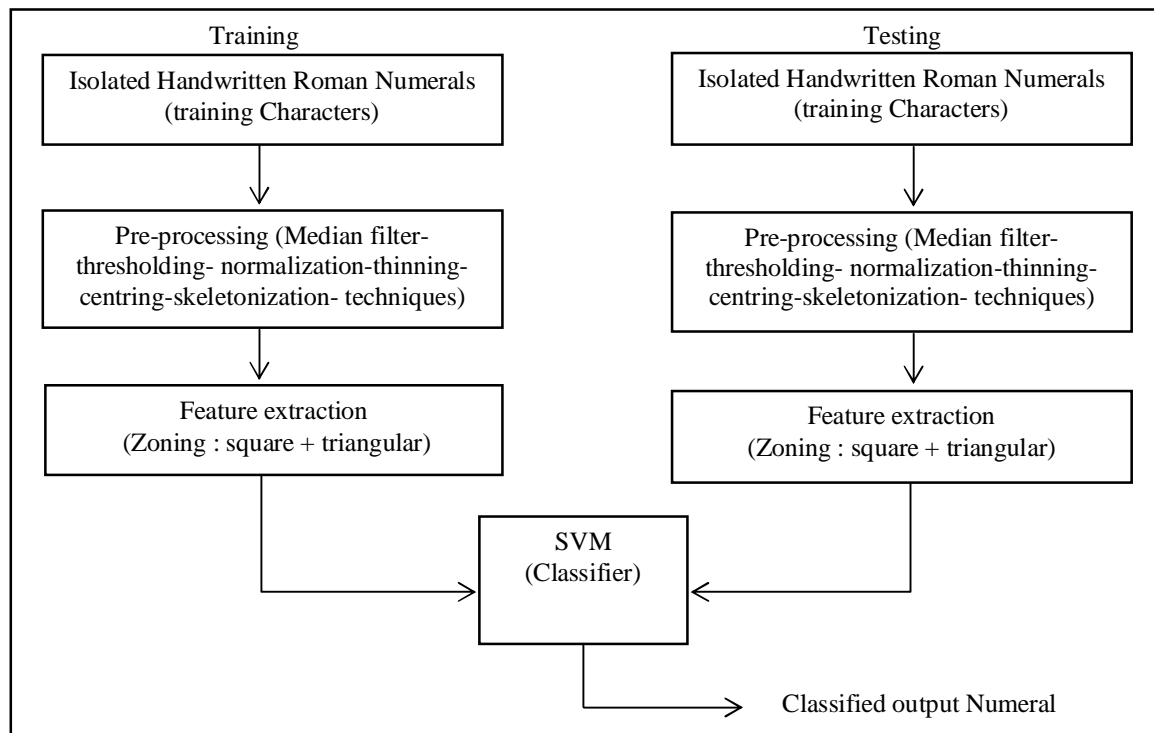 Training
Isolated Handwritten Roman Numerals
(training Characters)
Pre-processing (Median filter-
thresholding- normalization-thinning-
centring-skeletonization- techniques)
Feature extraction
(Zoning : square + triangular)
Testing
Isolated Handwritten Roman Numerals
(training Characters)
Pre-processing (Median filter-
thresholding- normalization-thinning-
centring-skeletonization- techniques)
Feature extraction
(Zoning : square + triangular)
SVM
(Classifier)
Classified output Numeral